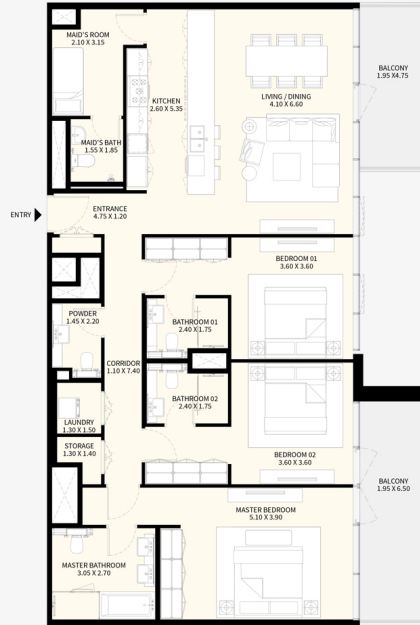 MAID'S ROOM
2.10 X 3.15
BALCONY
1.95 X4.75
KITCHEN
2.60 X 5.35
LIVING / DINING
4.10 X 6.60
MAID'S BATH
1.55 X 1.85
ENTRY
ENTRANCE
4.75 X 1.20
BEDROOM 01
3.60 X 3.60
POWDER
1.45 X 2.20
BATHROOM 01
2.40 X 1.75
CORRIDOR
1.10 X 7.40
BATHROOM 02
2.40 X 1.75
LAUNDRY
1.30 X 1.50
STORAGE
1.30 X 1.40
BEDROOM 02
3.60 X 3.60
BALCONY
1.95 X 6.50
MASTER BEDROOM
5.10 X 3.90
MASTER BATHROOM
3.05 X 2.70